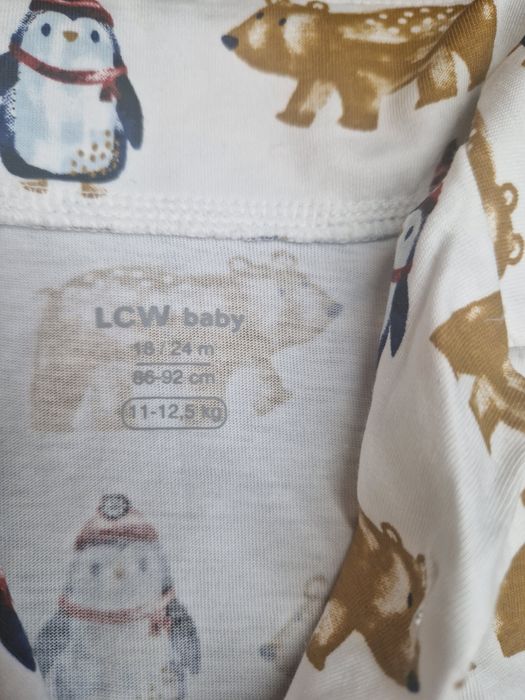 LCW baby
18 / 24 m
86-92 cm
11-12,5 kg